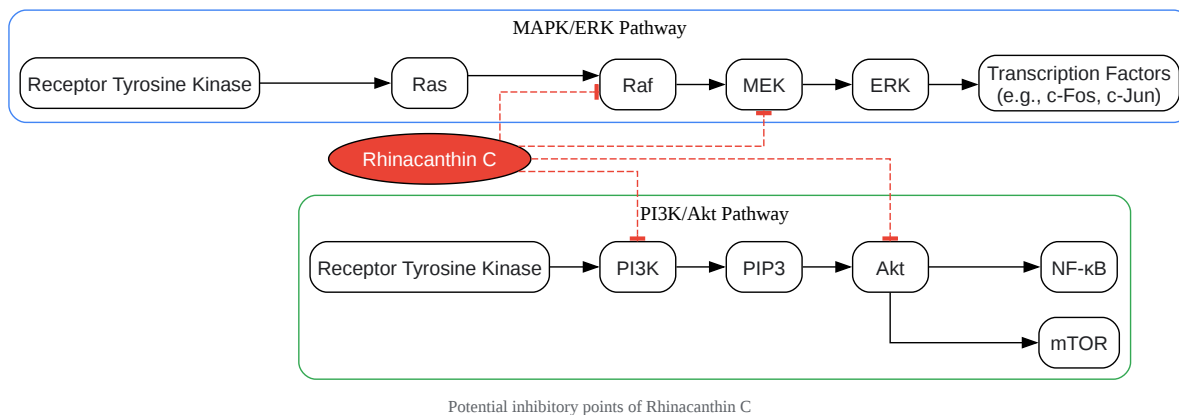 MAPK/ERK Pathway
Receptor Tyrosine Kinase
Ras
Raf
MEK
ERK
Transcription Factors
(e.g., c-Fos, c-Jun)
Rhinacanthin C
PI3K/Akt Pathway
Receptor Tyrosine Kinase
PI3K
PIP3
Akt
NF-κB
mTOR
Potential inhibitory points of Rhinacanthin C